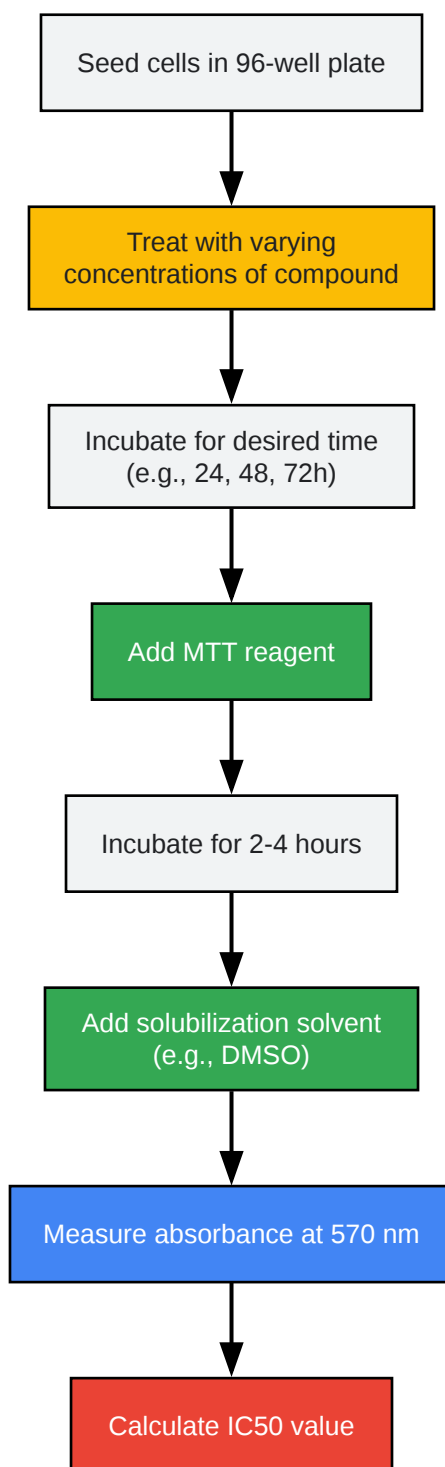 Seed cells in 96-well plate
Treat with varying
concentrations of compound
Incubate for desired time
(e.g., 24, 48, 72h)
Add MTT reagent
Incubate for 2-4 hours
Add solubilization solvent
(e.g., DMSO)
Measure absorbance at 570 nm
Calculate IC50 value